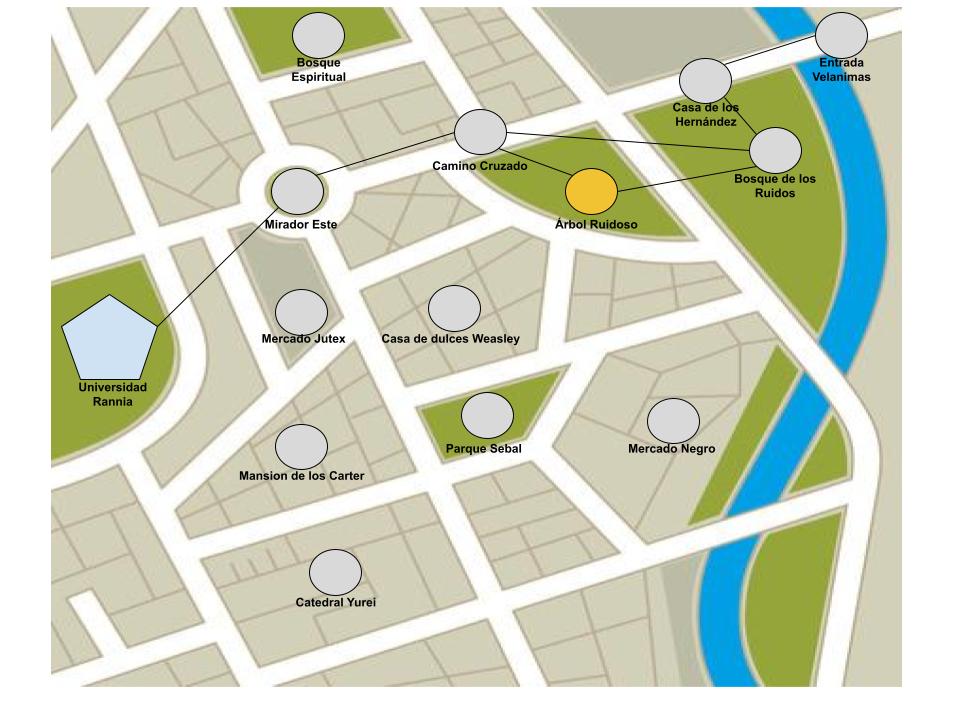 Bosque
Espiritual
Entrada
Velanimas
Casa de los
Hernández
Camino Cruzado
Bosque de los
Ruidos
Mirador Este
Árbol Ruidoso
Mercado Jutex
Casa de dulces Weasley
Universidad
Rannia
Parque Sebal
Mercado Negro
Mansion de los Carter
Catedral Yurei